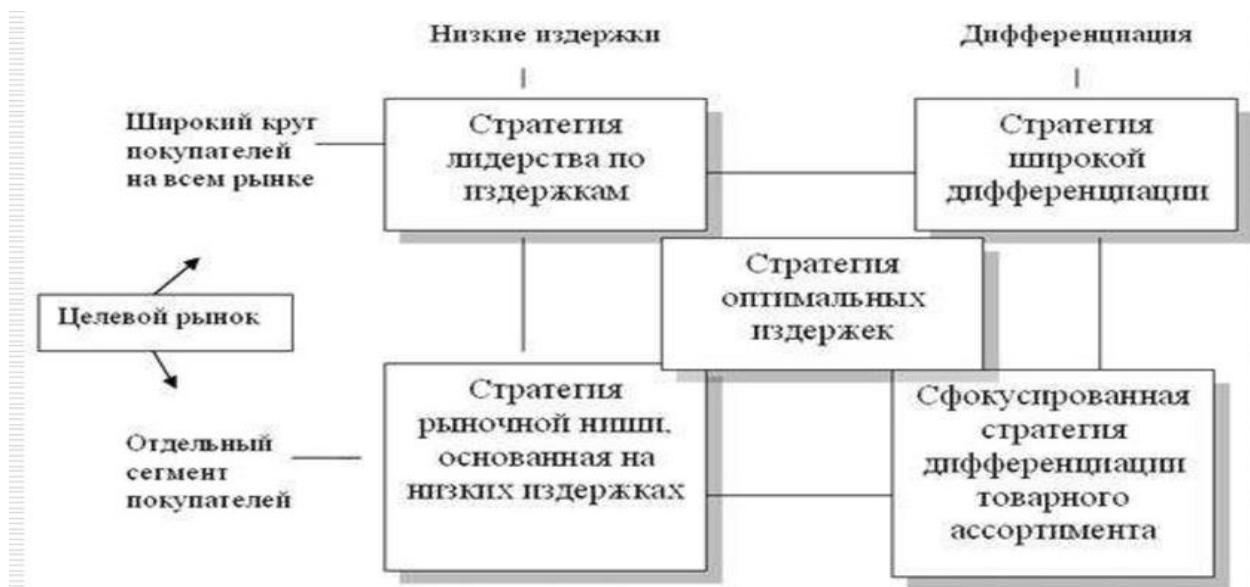 Низкие издержки
Дифференциация
Широкий круг
покупателей
на всем рынке
Стратегия
лидерства по
издержкам
Стратегия
широкой
дифференциации
Стратегия
оптимальных
издержек
Целевой рынок
Отдельный
сегмент
покупателей
Стратегия
рыночной ниши,
основанная на
низких издержках
Сфокусированная
стратегия
дифференциации
товарного
ассортимента